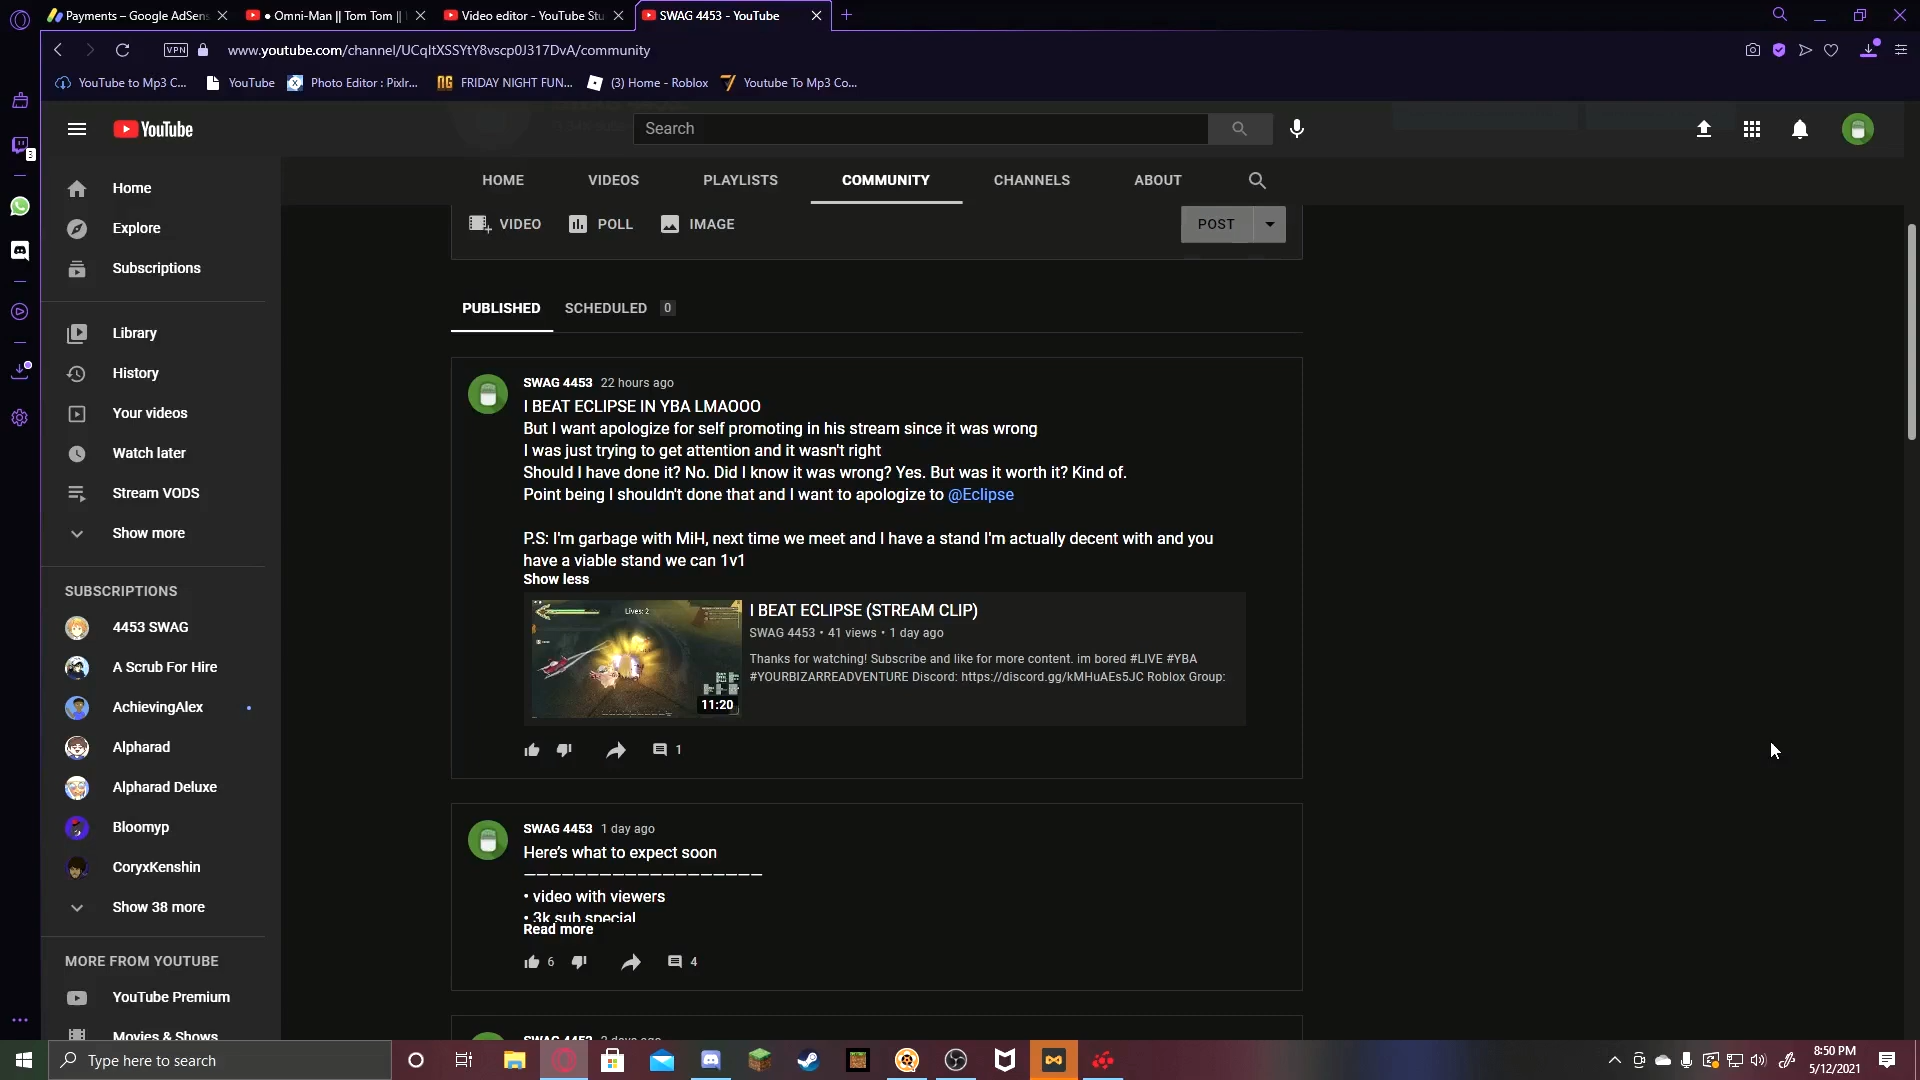 Payments – Google AdSens
Omni-Man || Tom Tom ||
Video editor - YouTube Stu
SWAG 4453 - YouTube
VPN
www.youtube.com/channel/UCqItXSSYtY8vscp0J317DvA/community
YouTube to Mp3 C...
YouTube
Photo Editor : Pixlr...
NG
FRIDAY NIGHT FUN...
(3) Home - Roblox
Youtube To Mp3 Co...
YouTube
Search
3
HOME
VIDEOS
PLAYLISTS
COMMUNITY
CHANNELS
ABOUT
Home
Explore
Subscriptions
Library
History
Your videos
Watch later
Stream VODS
Show more
SUBSCRIPTIONS
4453 SWAG
A Scrub For Hire
AchievingAlex
Alpharad
Alpharad Deluxe
Bloomyp
CoryxKenshin
Show 38 more
MORE FROM YOUTUBE
YouTube Premium
Movies & Shows
VIDEO
POLL
IMAGE
POST
PUBLISHED
SCHEDULED 0
SWAG 4453 22 hours ago
I BEAT ECLIPSE IN YBA LMAOOO
But I want apologize for self promoting in his stream since it was wrong
I was just trying to get attention and it wasn't right
Should I have done it? No. Did I know it was wrong? Yes. But was it worth it? Kind of.
Point being I shouldn't done that and I want to apologize to @Eclipse
P.S: I'm garbage with MiH, next time we meet and I have a stand I'm actually decent with and you
have a viable stand we can 1v1
Show less
Lives: 2
11:20
I BEAT ECLIPSE (STREAM CLIP)
SWAG 4453 • 41 views • 1 day ago
Thanks for watching! Subscribe and like for more content. im bored #LIVE #YBA
#YOURBIZARREADVENTURE Discord: https://discord.gg/kMHuAEs5JC Roblox Group:
1
SWAG 4453 1 day ago
Here's what to expect soon
———————————————————
• video with viewers
• 3k sub special
Read more
6
4
SWAG 4453 2 days ago
Type here to search
8:50 PM
5/12/2021